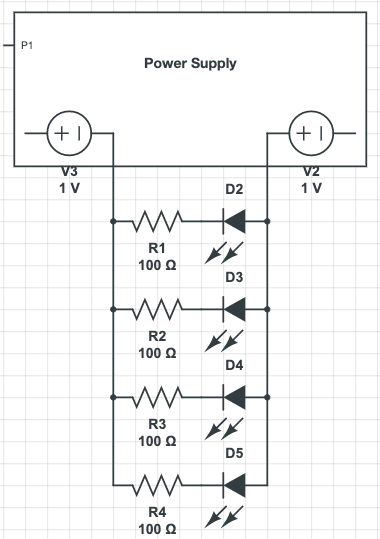 P1
Power Supply
V3
1 V
V2
1 V
D2
R1
100 Ω
D3
R2
100 Ω
D4
R3
100 Ω
D5
R4
100 Ω